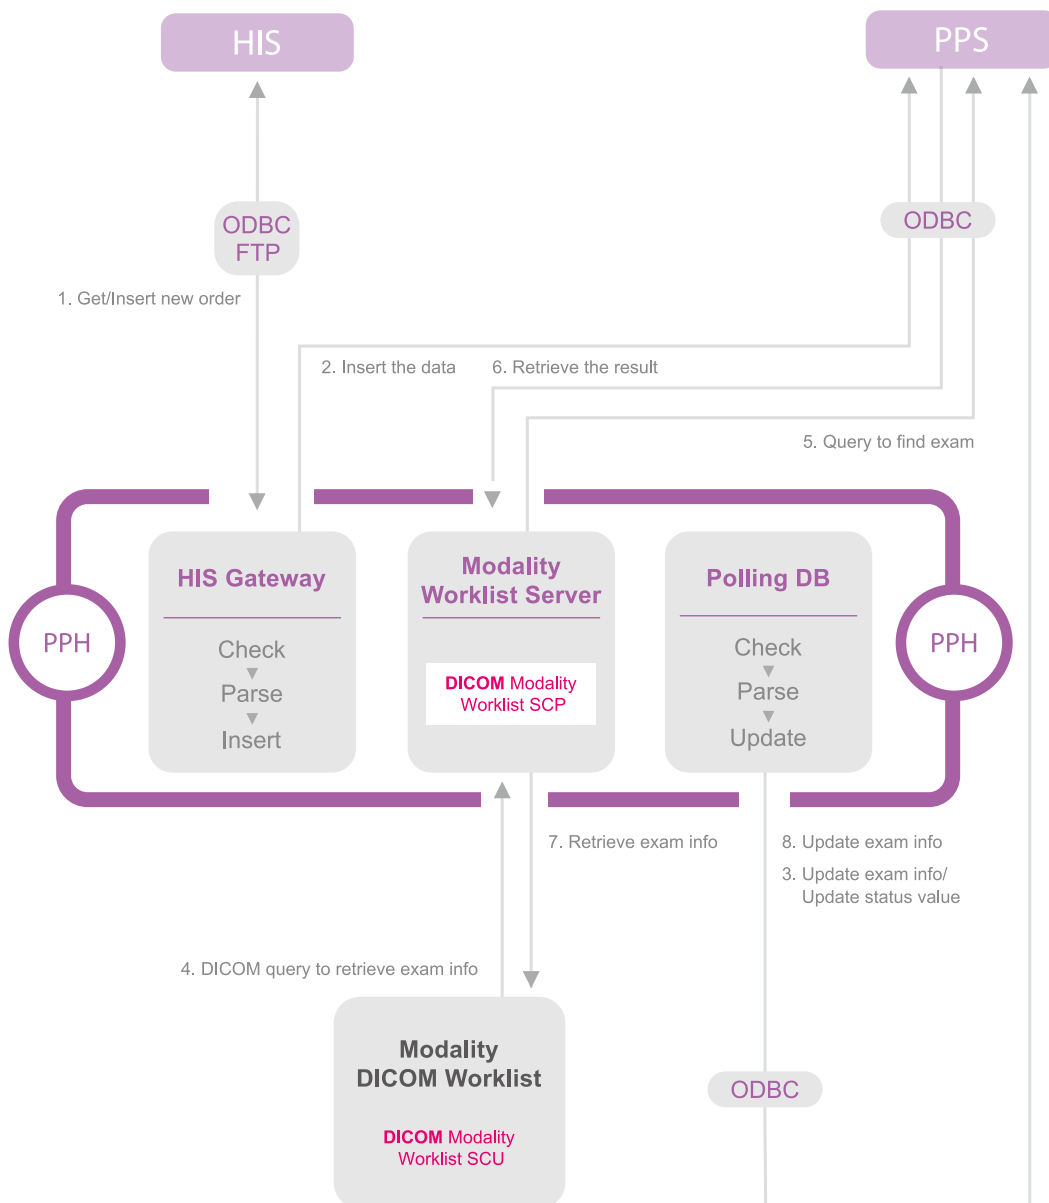 HIS
PPS
ODBC
FTP
ODBC
1. Get/Insert new order
2. Insert the data
6. Retrieve the result
5. Query to find exam
PPH
HIS Gateway
Check
Parse
Insert
Modality
Worklist Server
DICOM Modality
Worklist SCP
Polling DB
Check
Parse
Update
PPH
7. Retrieve exam info
8. Update exam info
3. Update exam info/
Update status value
4. DICOM query to retrieve exam info
Modality
DICOM Worklist
DICOM Modality
Worklist SCU
ODBC